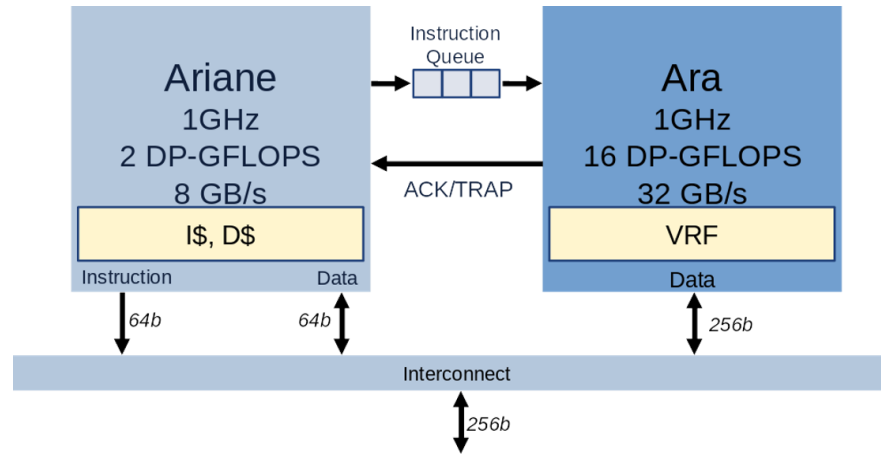 Ariane
1GHz
2 DP-GFLOPS
8 GB/s
I$, D$
Instruction
Data
64b
64b
Instruction
Queue
ACK/TRAP
Ara
1GHz
16 DP-GFLOPS
32 GB/s
VRF
Data
256b
Interconnect
256b